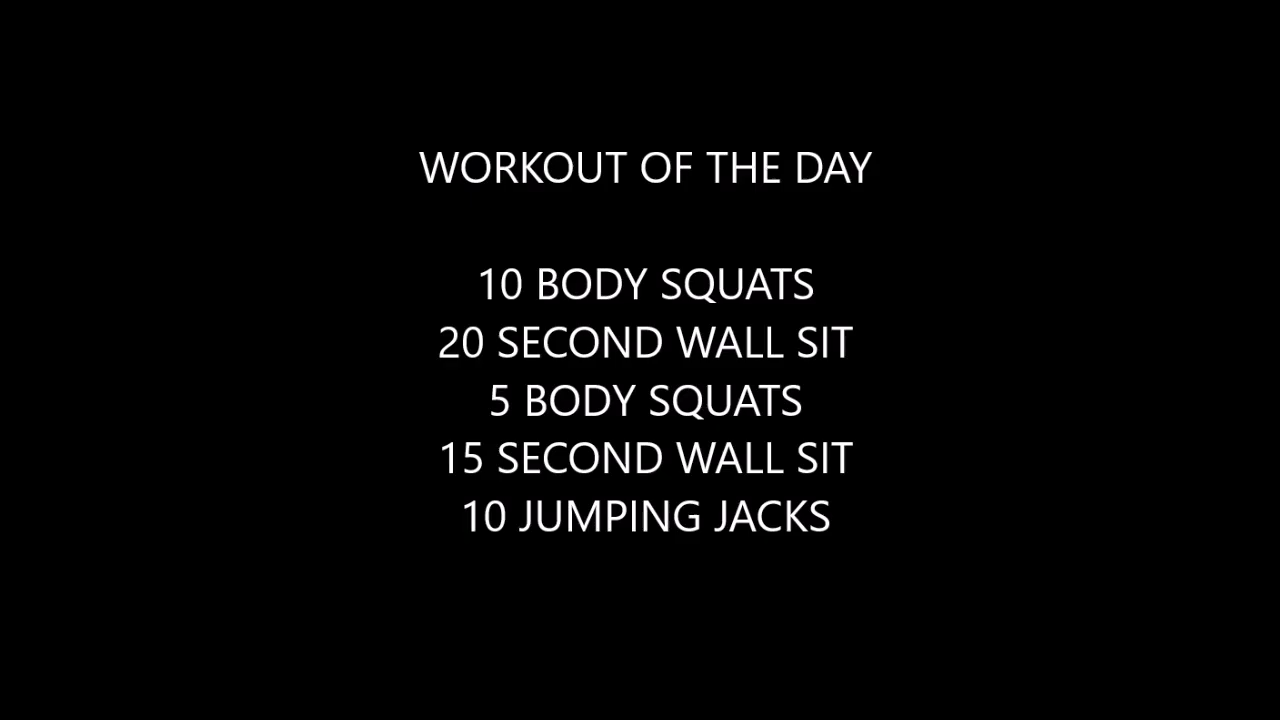 WORKOUT OF THE DAY
10 BODY SQUATS
20 SECOND WALL SIT
5 BODY SQUATS
15 SECOND WALL SIT
10 JUMPING JACKS